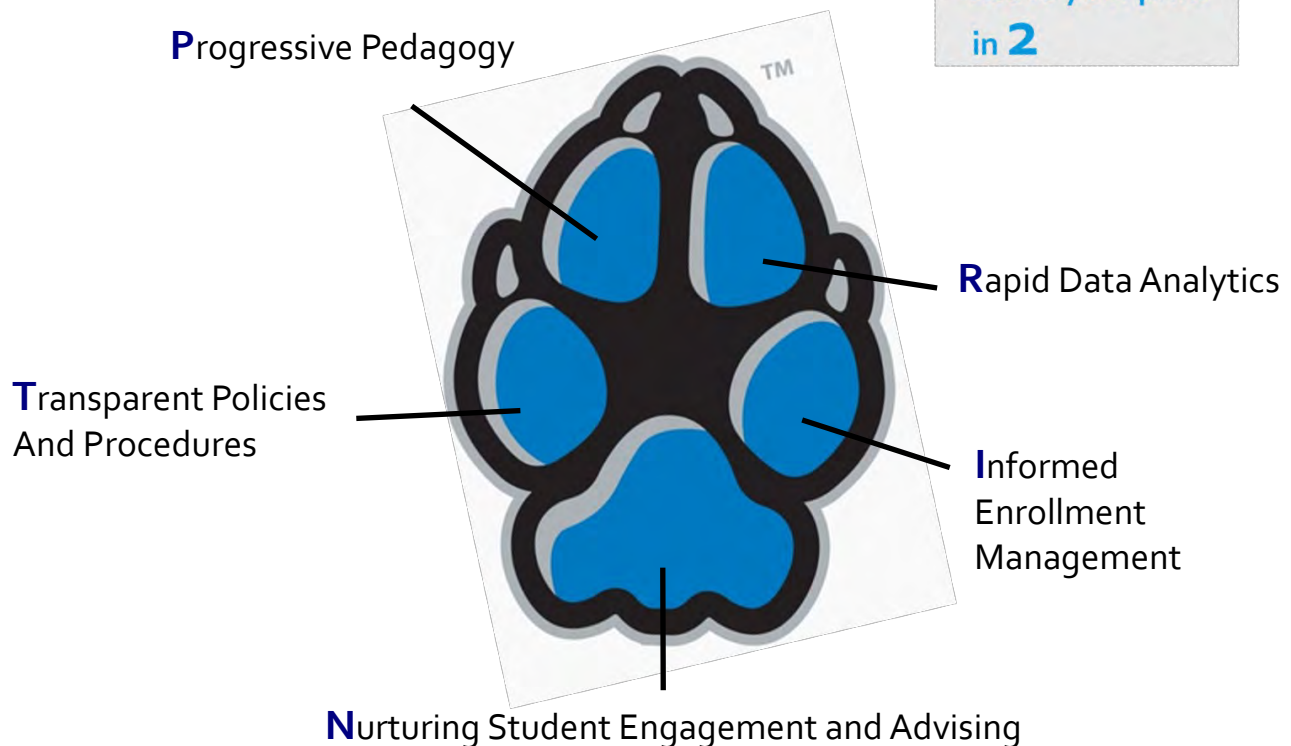 in 2
Progressive Pedagogy
TM
Rapid Data Analytics
Transparent Policies
And Procedures
Informed
Enrollment
Management
Nurturing Student Engagement and Advising